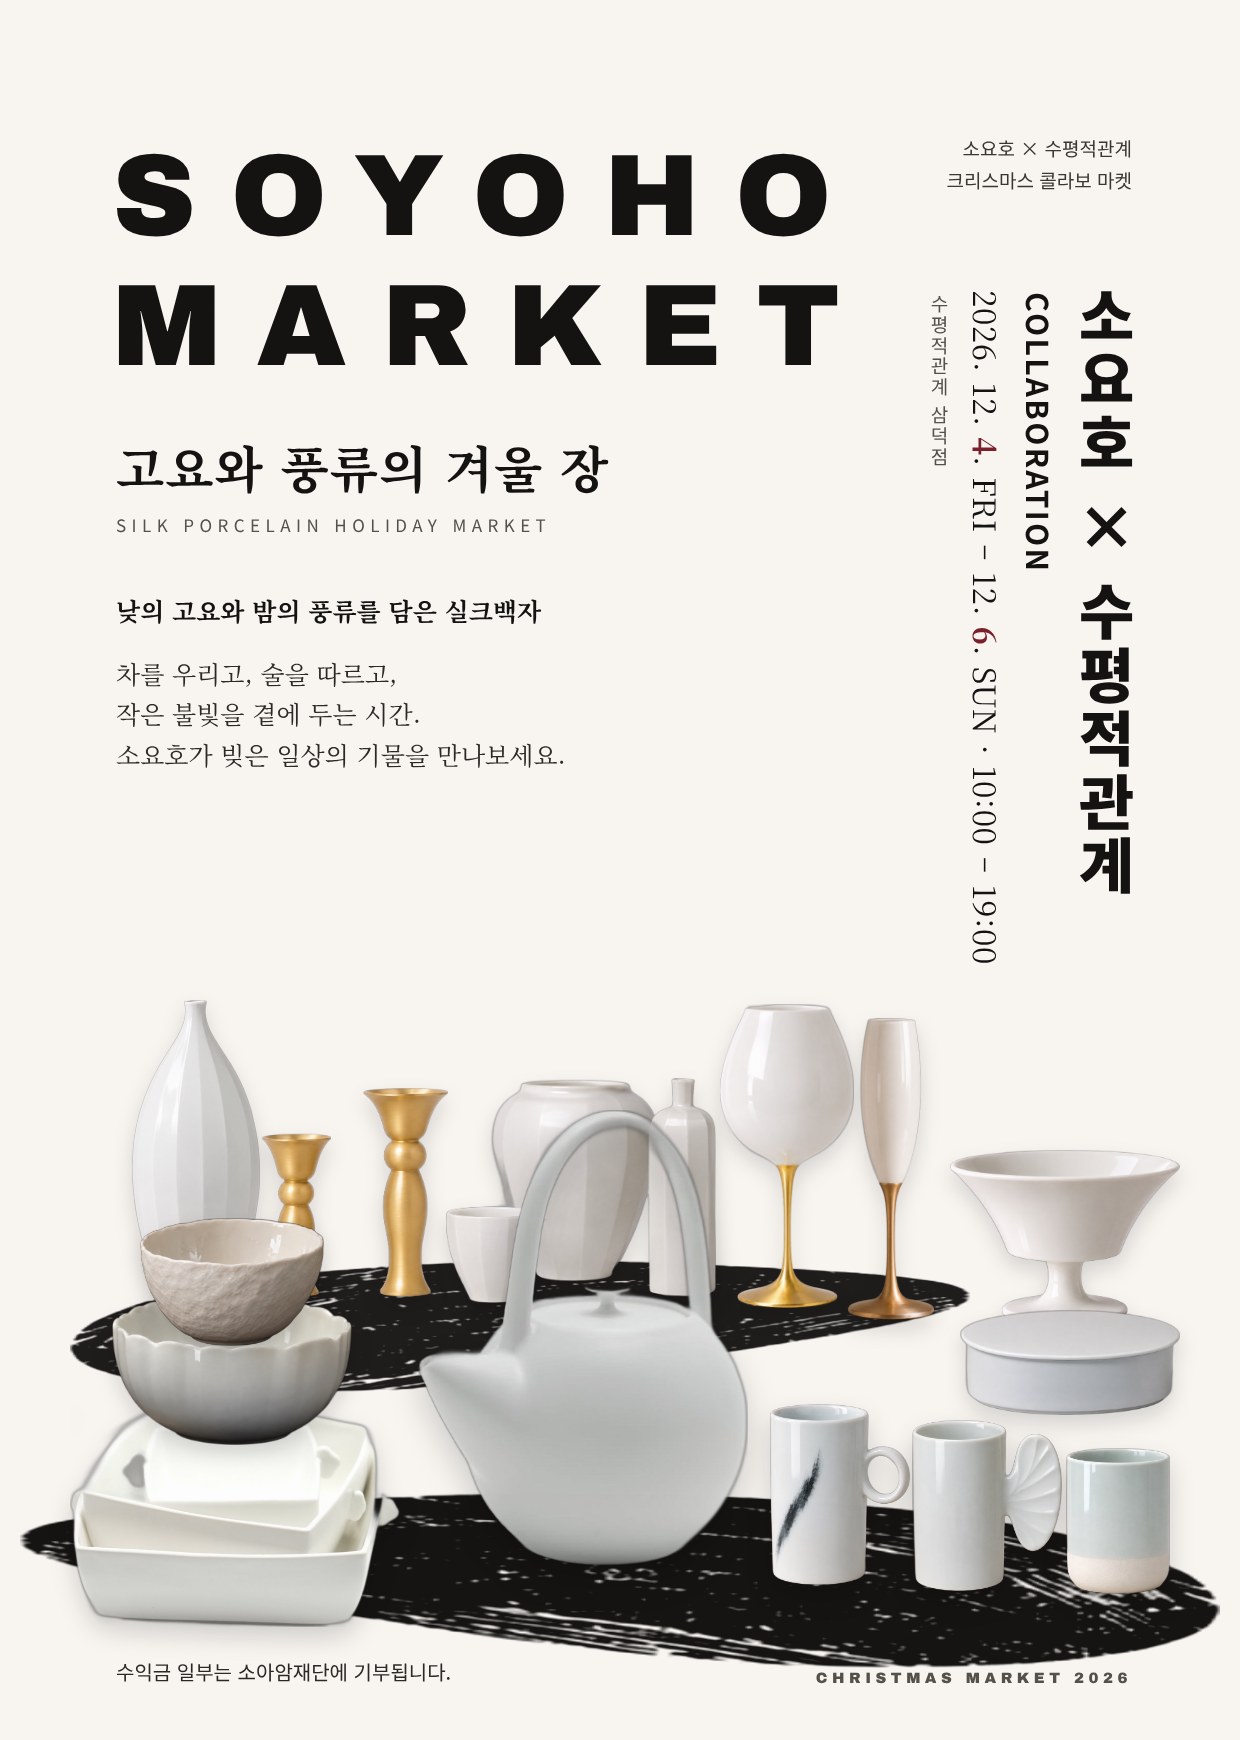 SOYOHO
MARKET
고요와 풍류의 겨울 장
SILK PORCELAIN HOLIDAY MARKET
낮의 고요와 밤의 풍류를 담은 실크백자
차를 우리고, 술을 따르고,
작은 불빛을 곁에 두는 시간.
소요호가 빚은 일상의 기물을 만나보세요.
소요호 × 수평적관계
크리스마스 콜라보 마켓
소요호 × 수평적관계
COLLABORATION
2026. 12. 4. FRI – 12. 6. SUN · 10:00 – 19:00
수평적관계 삼덕점
수익금 일부는 소아암재단에 기부됩니다.
CHRISTMAS MARKET 2026